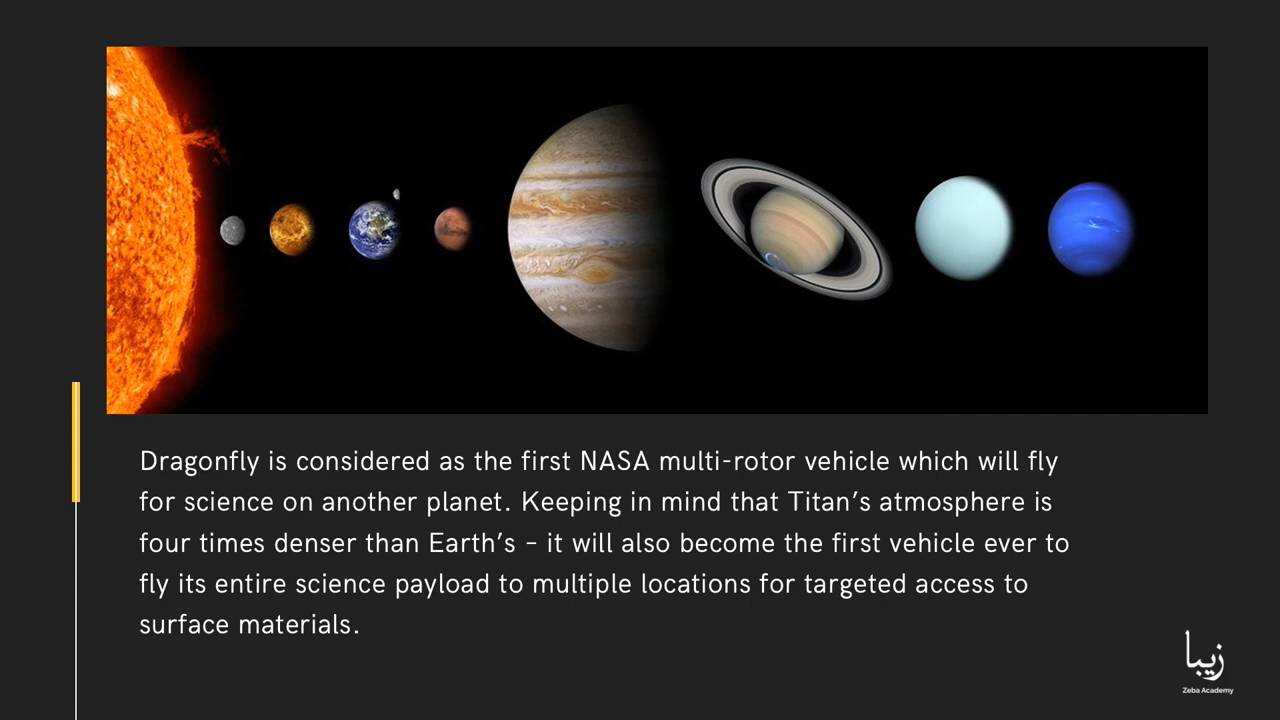 Dragonfly is considered as the first NASA multi-rotor vehicle which will fly
for science on another planet. Keeping in mind that Titan’s atmosphere is
four times denser than Earth’s – it will also become the first vehicle ever to
fly its entire science payload to multiple locations for targeted access to
surface materials.
زیبا
Zeba Academy